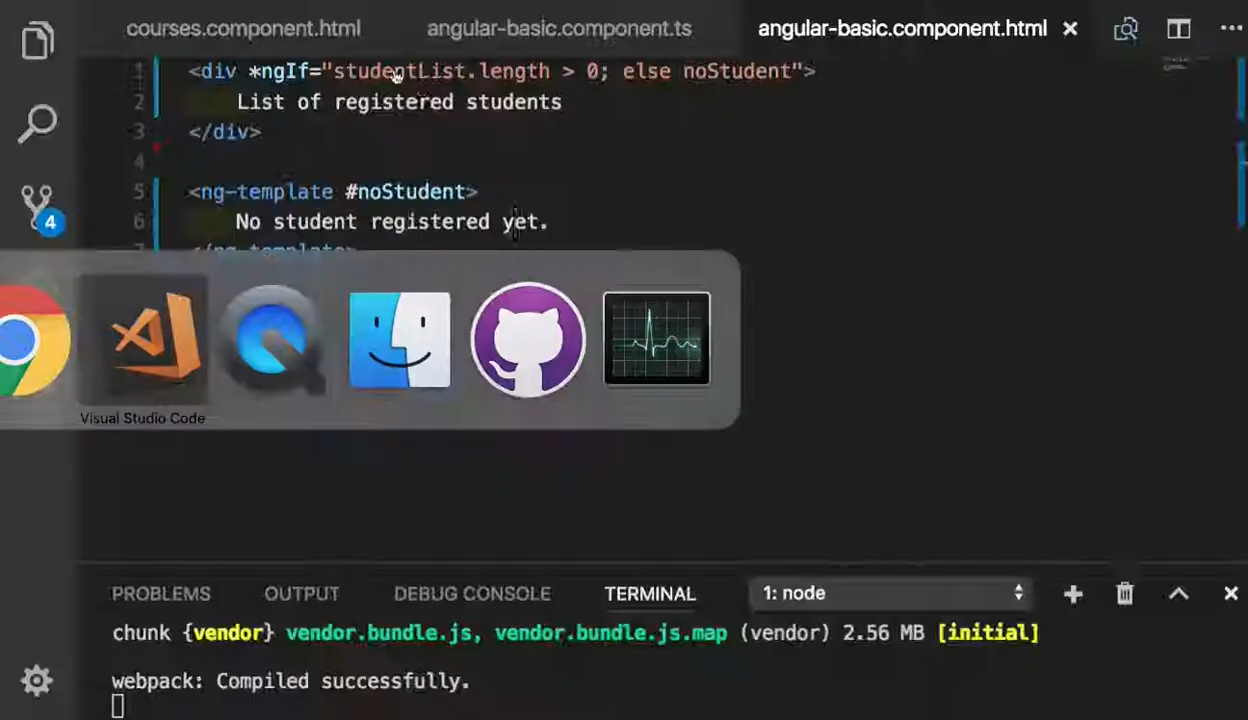 courses.component.html angular-basic.component.ts angular-basic.component.html
1 <div *ngIf="studentList.length > 0; else noStudent">
2 List of registered students
3 </div>
4
5 <ng-template #noStudent>
6 No student registered yet.
7 </ng-template>
4
Visual Studio Code
PROBLEMS OUTPUT DEBUG CONSOLE TERMINAL 1: node
chunk {vendor} vendor.bundle.js, vendor.bundle.js.map (vendor) 2.56 MB [initial]
webpack: Compiled successfully.